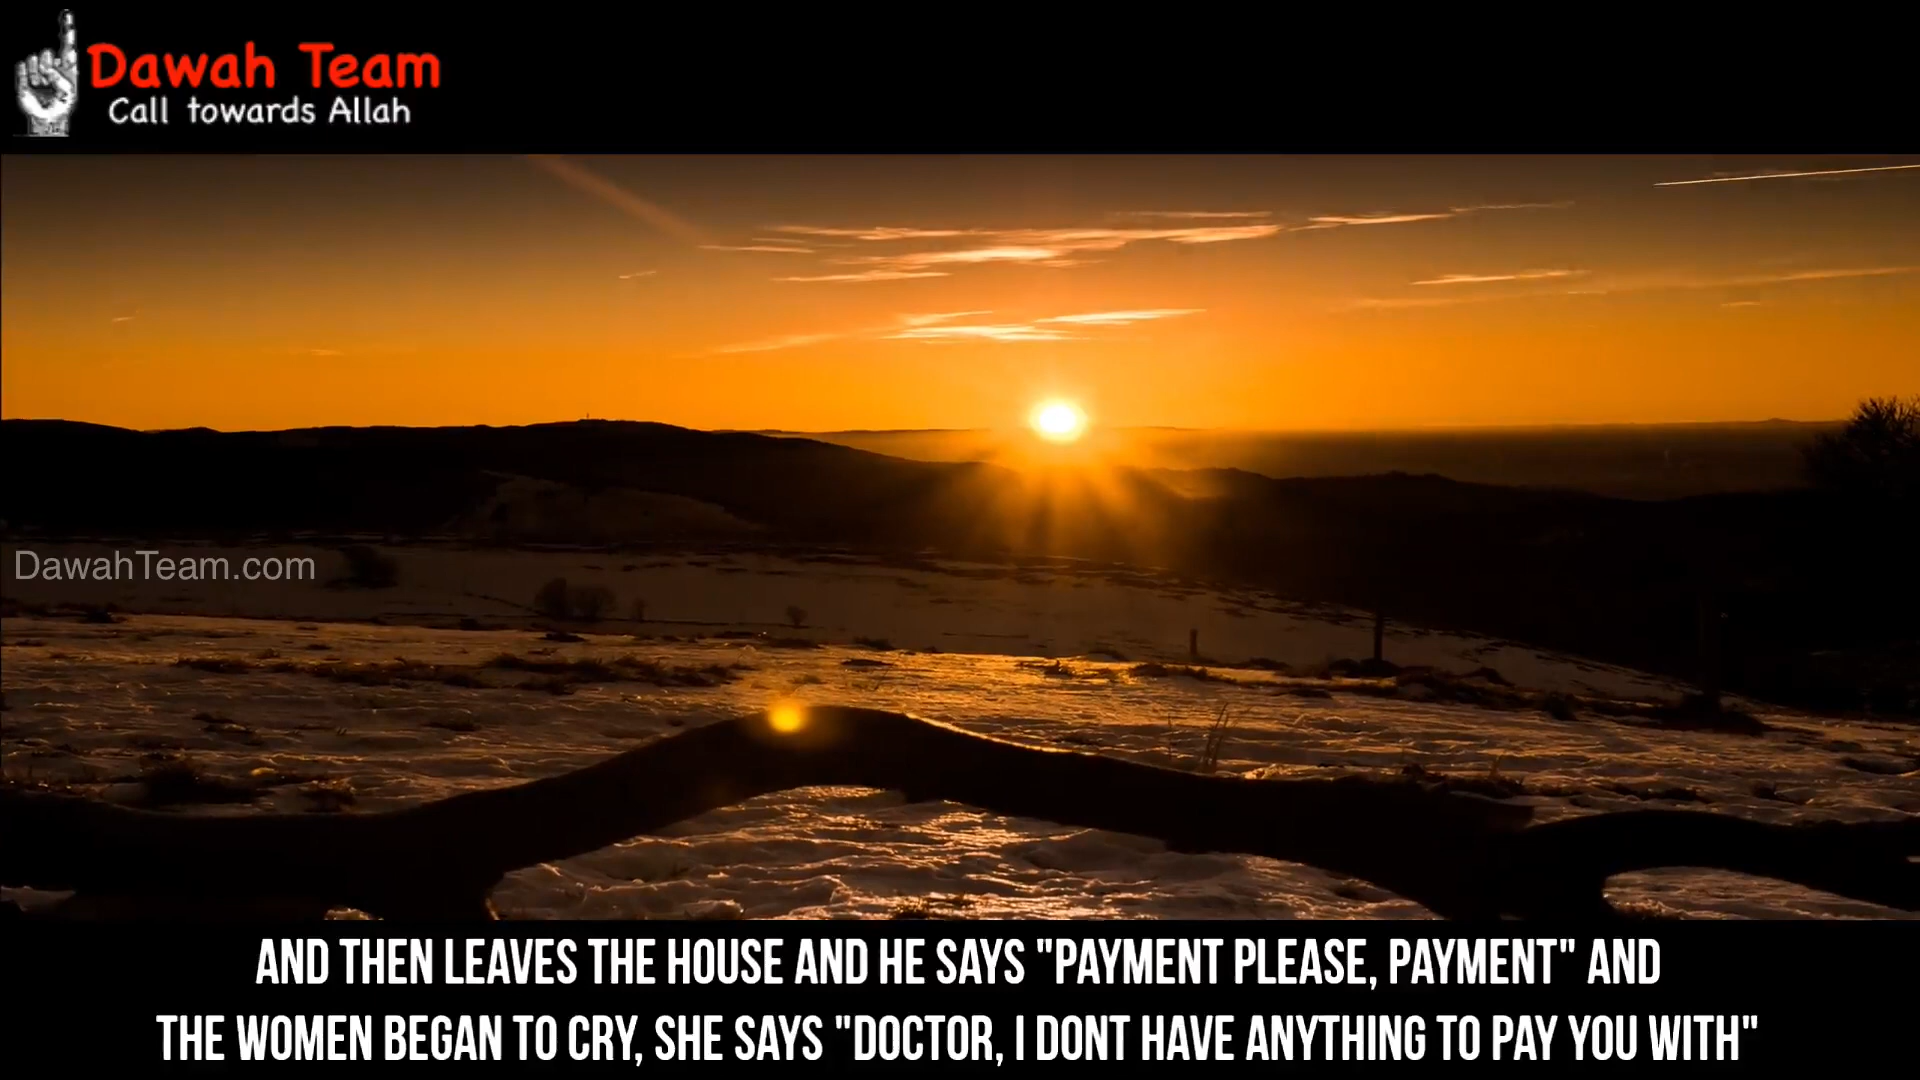 Dawah Team
Call towards Allah
DawahTeam.com
AND THEN LEAVES THE HOUSE AND HE SAYS "PAYMENT PLEASE, PAYMENT" AND
THE WOMEN BEGAN TO CRY, SHE SAYS "DOCTOR, I DONT HAVE ANYTHING TO PAY YOU WITH"